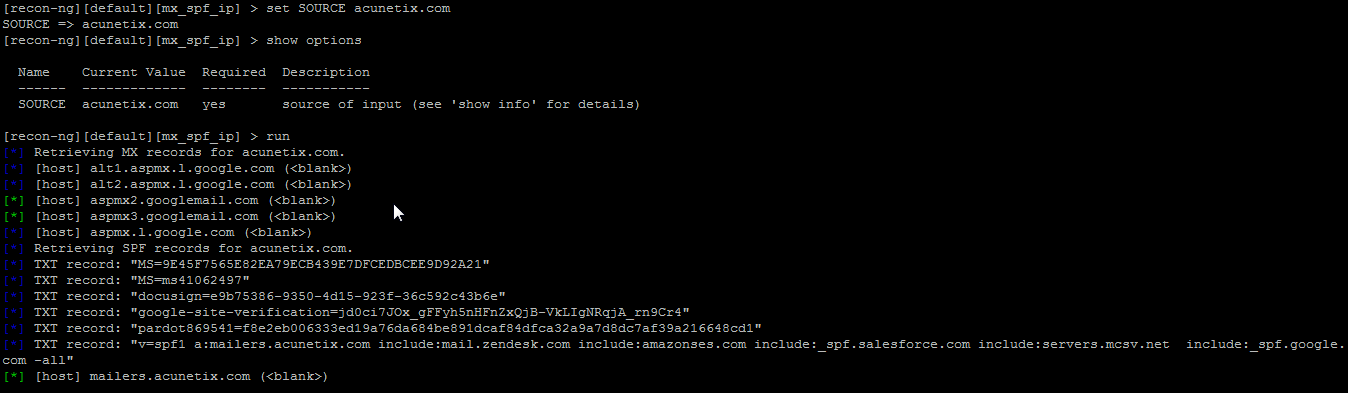 [recon-ng][default][mx_spf_ip] > set SOURCE acunetix.com
SOURCE => acunetix.com
[recon-ng][default][mx_spf_ip] > show options
Name Current Value Required Description
------ ------------- -------- -----------
SOURCE acunetix.com yes source of input (see 'show info' for details)
[recon-ng][default][mx_spf_ip] > run
[*] Retrieving MX records for acunetix.com.
[*] [host] alt1.aspmx.l.google.com (<blank>)
[*] [host] alt2.aspmx.l.google.com (<blank>)
[*] [host] aspmx2.googlemail.com (<blank>)
[*] [host] aspmx3.googlemail.com (<blank>)
[*] [host] aspmx.l.google.com (<blank>)
[*] Retrieving SPF records for acunetix.com.
[*] TXT record: "MS=9E45F7565E82EA79ECB439E7DFCEDBCEE9D92A21"
[*] TXT record: "MS=ms41062497"
[*] TXT record: "docusign=e9b75386-9350-4d15-923f-36c592c43b6e"
[*] TXT record: "google-site-verification=jd0ci7JOx_gFFyh5nHFnZxQjB-VkLIgNRqjA_rn9Cr4"
[*] TXT record: "pardot869541=f8e2eb006333ed19a76da684be891dcaf84dfca32a9a7d8dc7af39a216648cd1"
[*] TXT record: "v=spf1 a:mailers.acunetix.com include:mail.zendesk.com include:amazonses.com include:_spf.salesforce.com include:servers.mcsv.net  include:_spf.google.
com -all"
[*] [host] mailers.acunetix.com (<blank>)